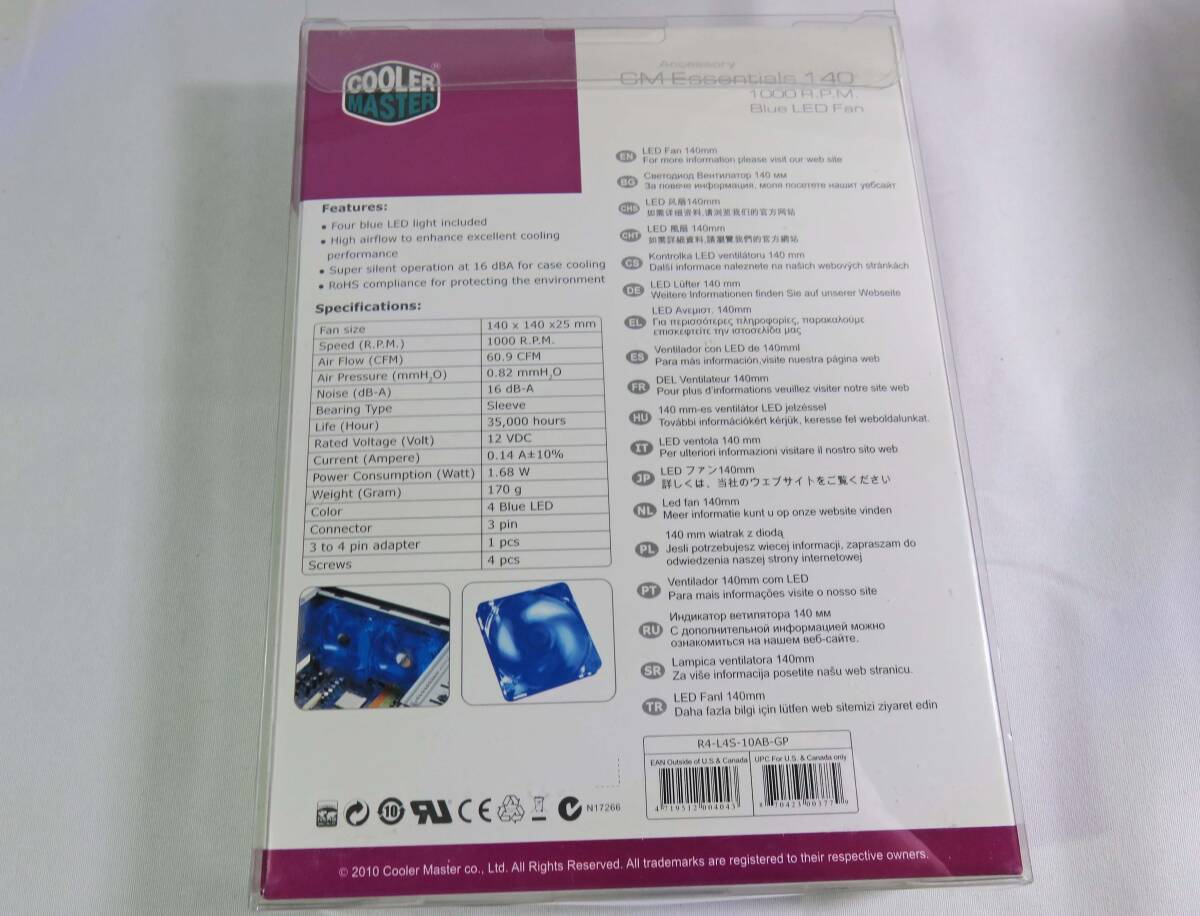 COOLER
MASTER
®
Accessory
CM Essentials 140
1000 R.P.M.
Blue LED Fan
Features:
• Four blue LED light included
• High airflow to enhance excellent cooling
performance
• Super silent operation at 16 dBA for case cooling
• RoHS compliance for protecting the environment
Specifications:
Fan size 140 x 140 x25 mm
Speed (R.P.M.) 1000 R.P.M.
Air Flow (CFM) 60.9 CFM
Air Pressure (mmH₂O) 0.82 mmH₂O
Noise (dB-A) 16 dB-A
Bearing Type Sleeve
Life (Hour) 35,000 hours
Rated Voltage (Volt) 12 VDC
Current (Ampere) 0.14 A±10%
Power Consumption (Watt) 1.68 W
Weight (Gram) 170 g
Color 4 Blue LED
Connector 3 pin
3 to 4 pin adapter 1 pcs
Screws 4 pcs
EN LED Fan 140mm
For more information please visit our web site
BG Светодиод Вентилатор 140 мм
За повече информация, моля посетете нашит уебсайт
CHS LED 风扇140mm
如需详细资料,请浏览我们的官方网站
CHT LED 風扇 140mm
如需詳細資料,請瀏覽我們的官方網站
CS Kontrolka LED ventilátoru 140 mm
Další informace naleznete na našich webových stránkách
DE LED Lüfter 140 mm
Weitere Informationen finden Sie auf unserer Webseite
EL LED Ανεμιστ. 140mm
Για περισσότερες πληροφορίες, παρακαλούμε
επισκεφτείτε την ιστοσελίδα μας
ES Ventilador con LED de 140mml
Para más información,visite nuestra página web
FR DEL Ventilateur 140mm
Pour plus d'informations veuillez visiter notre site web
HU 140 mm-es ventilátor LED jelzéssel
További információkért kérjük, keresse fel weboldalunkat.
IT LED ventola 140 mm
Per ulteriori informazioni visitare il nostro sito web
JP LED ファン140mm
詳しくは、当社のウェブサイトをご覧ください
NL Led fan 140mm
Meer informatie kunt u op onze website vinden
PL 140 mm wiatrak z diodą
Jesli potrzebujesz wiecej informacji, zapraszam do
odwiedzenia naszej strony internetowej
PT Ventilador 140mm com LED
Para mais informações visite o nosso site
RU Индикатор ветилятора 140 мм
С дополнительной информацией можно
ознакомиться на нашем веб-сайте.
SR Lampica ventilatora 140mm
Za više informacija posetite našu web stranicu.
TR LED Fanl 140mm
Daha fazla bilgi için lütfen web sitemizi ziyaret edin
R4-L4S-10AB-GP
EAN Outside of U.S & Canada UPC For U.S. & Canada only
4 719512 004043 8 70423 00377 9
10 CE N17266
© 2010 Cooler Master co., Ltd. All Rights Reserved. All trademarks are registered to their respective owners.